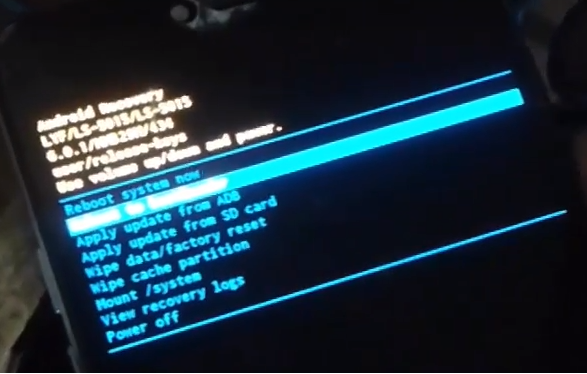 Android Recovery
LYF/LS-5015/LS-5015
6.0.1/MMB29M/434
user/release-keys
Use volume up/down and power.
Reboot system now
Apply update from ADB
Apply update from SD card
Wipe data/factory reset
Wipe cache partition
Mount /system
View recovery logs
Power off